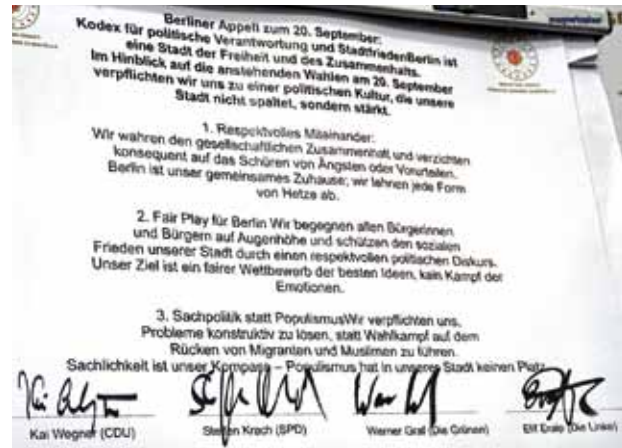 Berliner Appell zum 20. September:
Kodex für politische Verantwortung und StadtfriedenBerlin ist
eine Stadt der Freiheit und des Zusammenhalts.
Im Hinblick auf die anstehenden Wahlen am 20. September
verpflichten wir uns zu einer politischen Kultur, die unsere
Stadt nicht spaltet, sondern stärkt.
1. Respektvolles Miteinander:
Wir wahren den gesellschaftlichen Zusammenhalt und verzichten
konsequent auf das Schüren von Ängsten oder Vorurteilen.
Berlin ist unser gemeinsames Zuhause; wir lehnen jede Form
von Hetze ab.
2. Fair Play für Berlin Wir begegnen allen Bürgerinnen
und Bürgern auf Augenhöhe und schützen den sozialen
Frieden unserer Stadt durch einen respektvollen politischen Diskurs.
Unser Ziel ist ein fairer Wettbewerb der besten Ideen, kein Kampf der
Emotionen.
3. Sachpolitik statt PopulismusWir verpflichten uns,
Probleme konstruktiv zu lösen, statt Wahlkampf auf dem
Rücken von Migranten und Muslimen zu führen.
Sachlichkeit ist unser Kompass – Populismus hat in unserer Stadt keinen Platz
Kai Wegner (CDU) Steffen Krach (SPD) Werner Graf (Die Grünen) Elif Eralp (Die Linke)